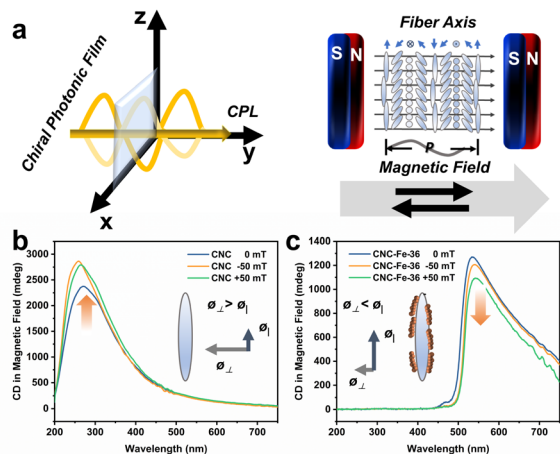 a
z
Chiral Photonic Film
CPL
y
x
Fiber Axis
S N
S N
P
Magnetic Field
b
CD in Magnetic Field (mdeg)
3000
2500
2000
1500
1000
500
0
CNC 0 mT
CNC -50 mT
CNC +50 mT
ø⊥> ø∥
ø∥
ø⊥
200 300 400 500 600 700
Wavelength (nm)
c
CD in Magnetic Field (mdeg)
1400
1200
1000
800
600
400
200
0
CNC-Fe-36 0 mT
CNC-Fe-36 -50 mT
CNC-Fe-36 +50 mT
ø⊥< ø∥
ø∥
ø⊥
200 300 400 500 600 700
Wavelength (nm)